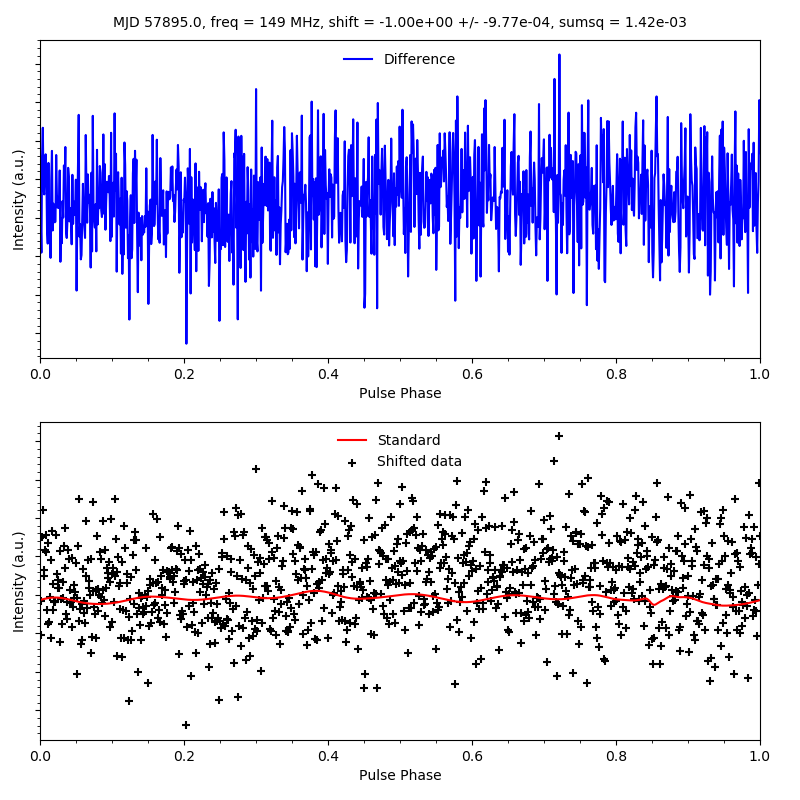 MJD 57895.0, freq = 149 MHz, shift = -1.00e+00 +/- -9.77e-04, sumsq = 1.42e-03
Difference
Intensity (a.u.)
0.0 0.2 0.4 0.6 0.8 1.0
Pulse Phase
Standard
Shifted data
Intensity (a.u.)
0.0 0.2 0.4 0.6 0.8 1.0
Pulse Phase